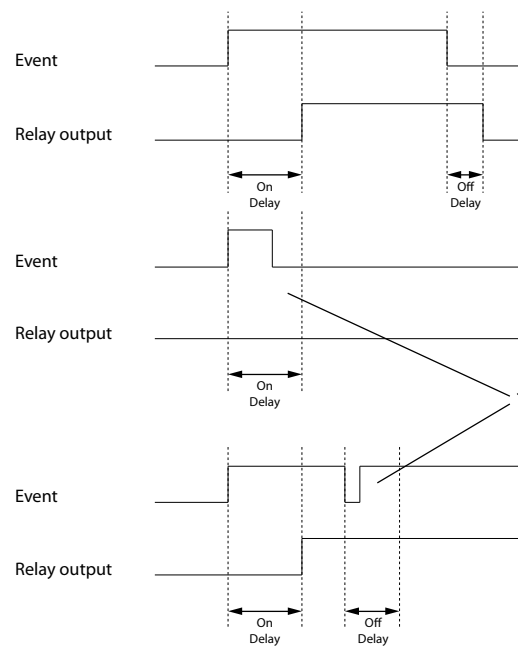 Event
Relay output
On
Delay
Off
Delay
Event
Relay output
On
Delay
Event
Relay output
On
Delay
Off
Delay